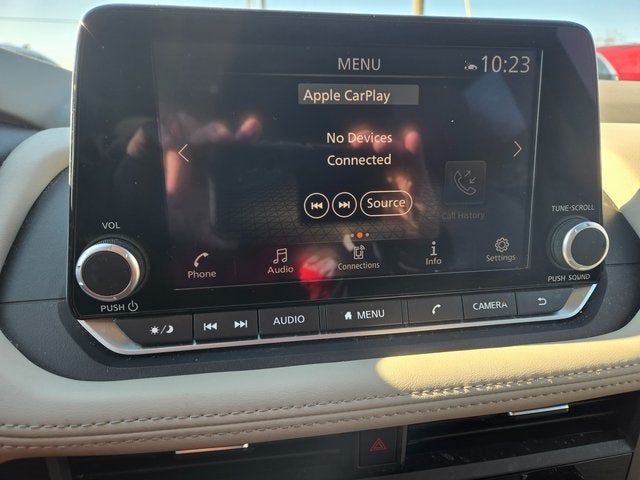 MENU
10:23
Apple CarPlay
No Devices
Connected
Source
Call History
Phone
Audio
Connections
Info
Settings
VOL
PUSH
TUNE·SCROLL
PUSH SOUND
AUDIO
MENU
CAMERA